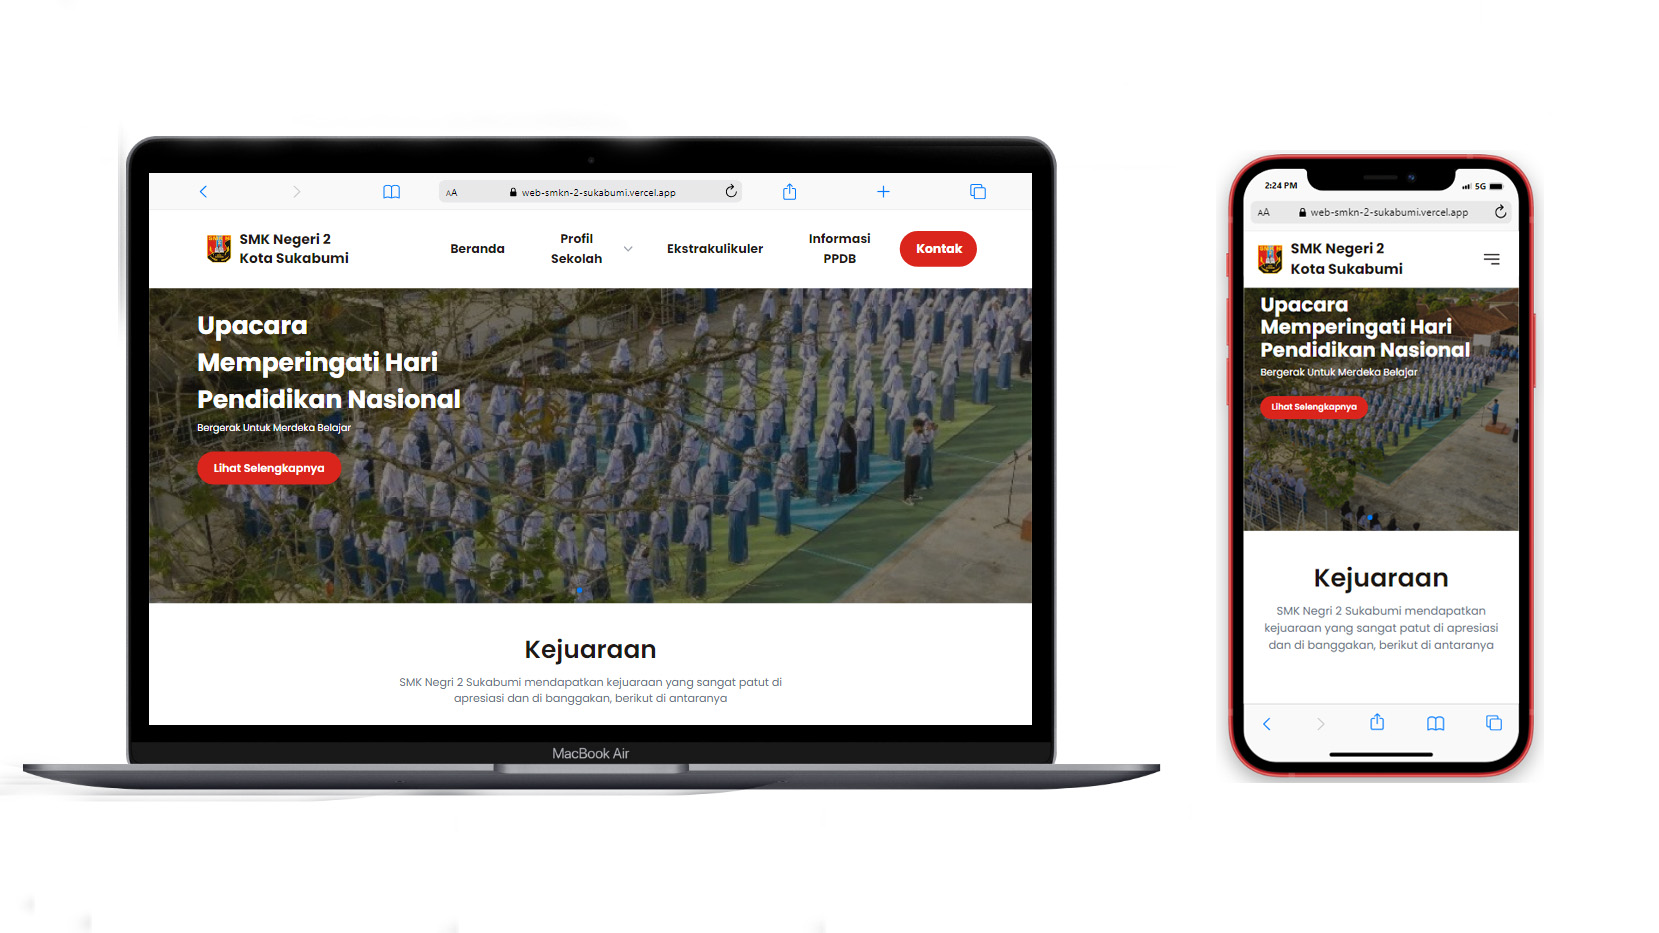 AA web-smkn-2-sukabumi.vercel.app
SMK Negeri 2
Kota Sukabumi
Beranda
Profil
Sekolah
Ekstrakulikuler
Informasi
PPDB
Kontak
Upacara
Memperingati Hari
Pendidikan Nasional
Bergerak Untuk Merdeka Belajar
Lihat Selengkapnya
Kejuaraan
SMK Negri 2 Sukabumi mendapatkan kejuaraan yang sangat patut di
apresiasi dan di banggakan, berikut di antaranya
MacBook Air
2:24 PM 5G
AA web-smkn-2-sukabumi.vercel.app
SMK Negeri 2
Kota Sukabumi
Upacara
Memperingati Hari
Pendidikan Nasional
Bergerak Untuk Merdeka Belajar
Lihat Selengkapnya
Kejuaraan
SMK Negri 2 Sukabumi mendapatkan
kejuaraan yang sangat patut di apresiasi
dan di banggakan, berikut di antaranya